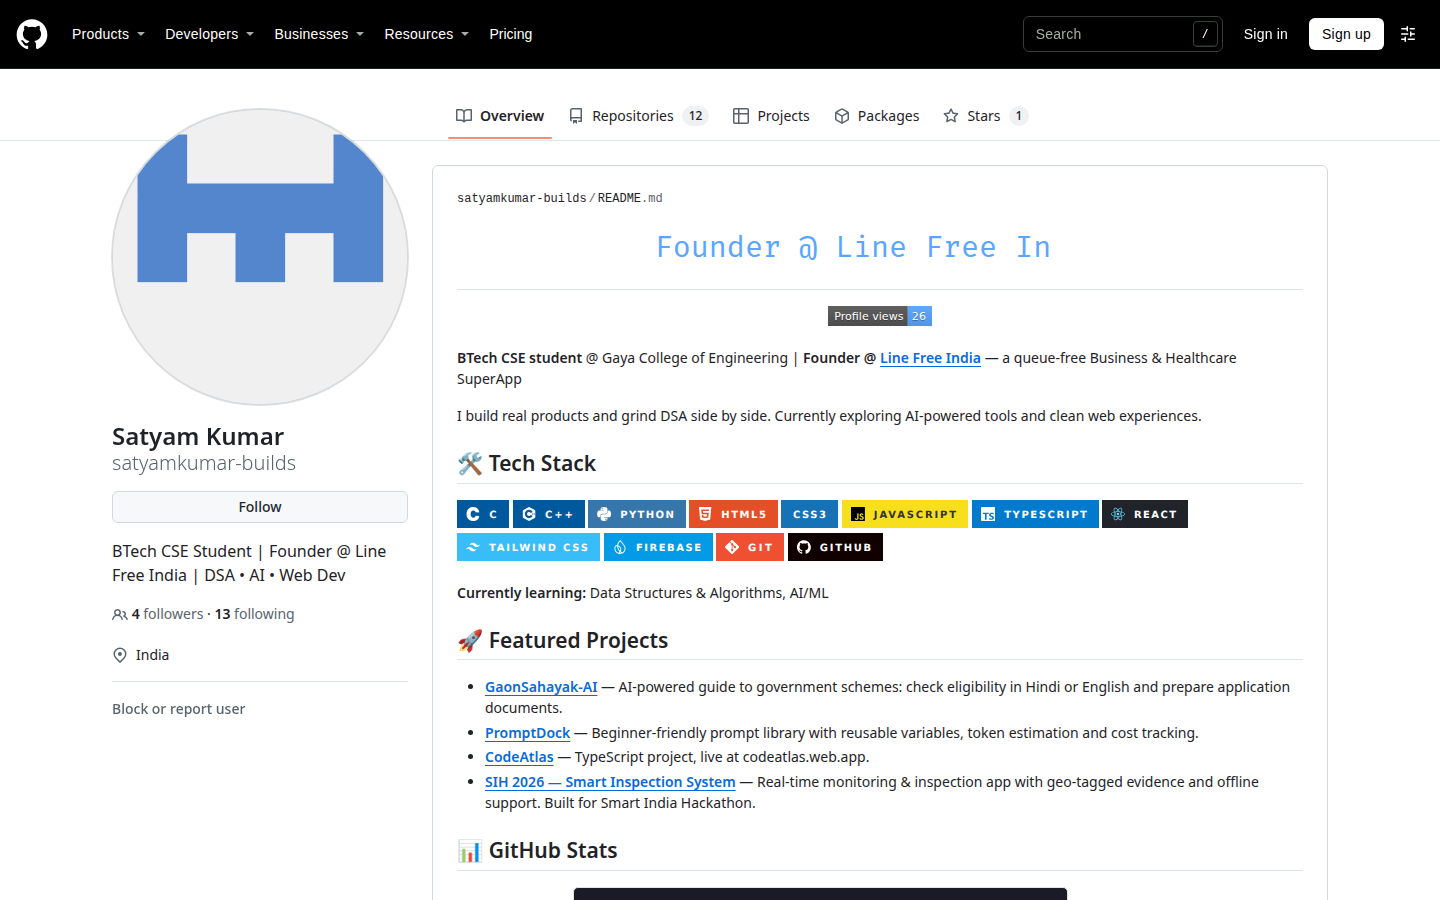 Products Developers Businesses Resources Pricing Search / Sign in Sign up
Overview Repositories 12 Projects Packages Stars 1
Satyam Kumar
satyamkumar-builds
Follow
BTech CSE Student | Founder @ Line
Free India | DSA • AI • Web Dev
4 followers · 13 following
India
Block or report user
satyamkumar-builds/README.md
Founder @ Line Free In
Profile views 26
BTech CSE student @ Gaya College of Engineering | Founder @ Line Free India — a queue-free Business & Healthcare
SuperApp
I build real products and grind DSA side by side. Currently exploring AI-powered tools and clean web experiences.
🛠️ Tech Stack
C C++ PYTHON HTML5 CSS3 JAVASCRIPT TYPESCRIPT REACT
TAILWIND CSS FIREBASE GIT GITHUB
Currently learning: Data Structures & Algorithms, AI/ML
🚀 Featured Projects
• GaonSahayak-AI — AI-powered guide to government schemes: check eligibility in Hindi or English and prepare application
documents.
• PromptDock — Beginner-friendly prompt library with reusable variables, token estimation and cost tracking.
• CodeAtlas — TypeScript project, live at codeatlas.web.app.
• SIH 2026 — Smart Inspection System — Real-time monitoring & inspection app with geo-tagged evidence and offline
support. Built for Smart India Hackathon.
📊 GitHub Stats